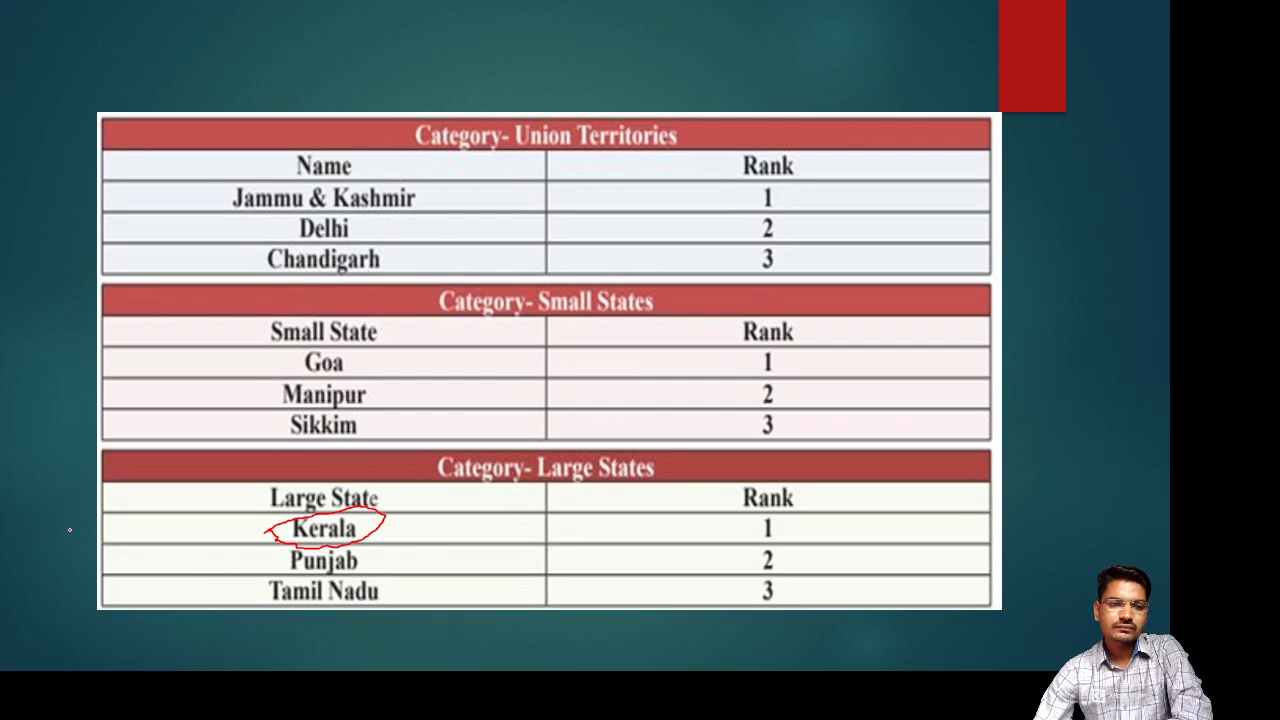 Category- Union Territories
Name Rank
Jammu & Kashmir 1
Delhi 2
Chandigarh 3
Category- Small States
Small State Rank
Goa 1
Manipur 2
Sikkim 3
Category- Large States
Large State Rank
Kerala 1
Punjab 2
Tamil Nadu 3